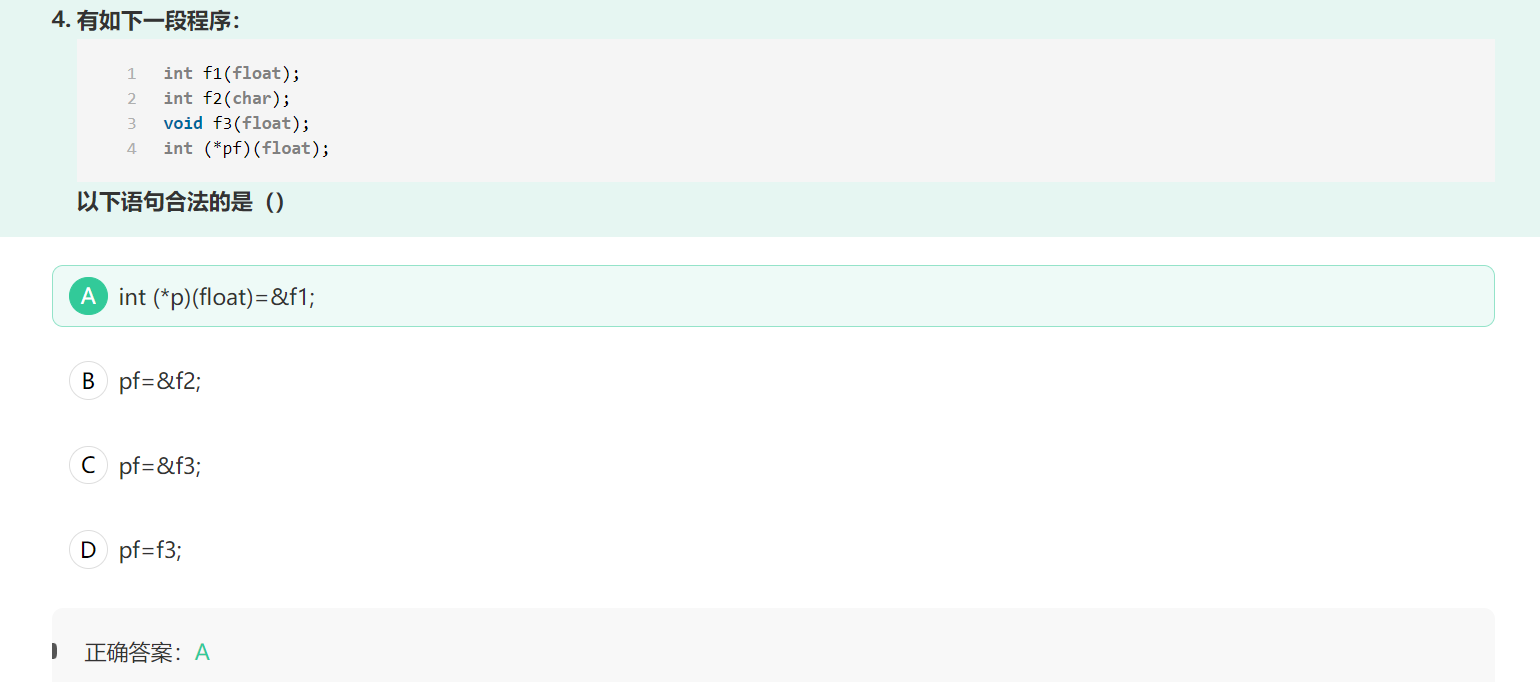 4. 有如下一段程序：
1 int f1(float);
2 int f2(char);
3 void f3(float);
4 int (*pf)(float);
以下语句合法的是（）
A int (*p)(float)=&f1;
B pf=&f2;
C pf=&f3;
D pf=f3;
正确答案：A